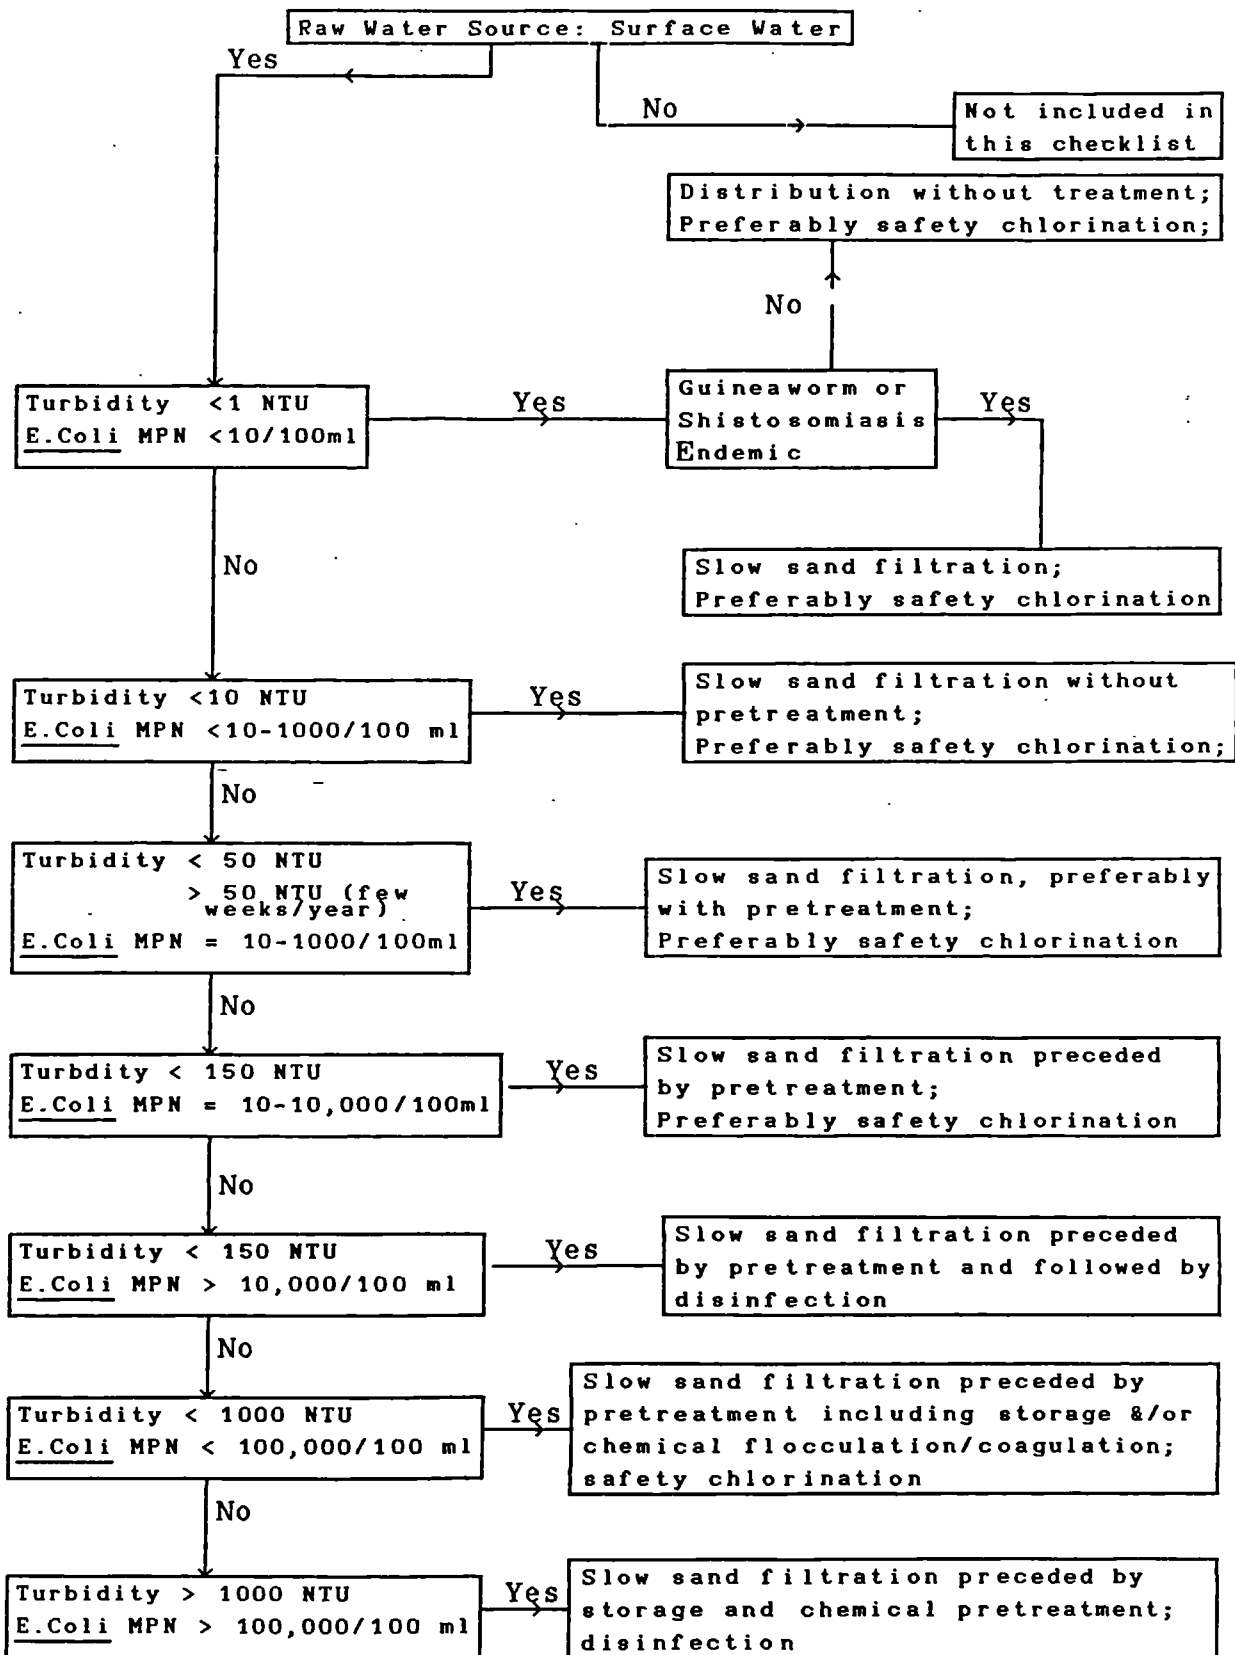 Raw Water Source: Surface Water
Yes
No
Not included in
this checklist
Distribution without treatment;
Preferably safety chlorination;
No
Turbidity <1 NTU
E.Coli MPN <10/100ml
Yes
Guineaworm or
Shistosomiasis
Endemic
Yes
No
Slow sand filtration;
Preferably safety chlorination
Turbidity <10 NTU
E.Coli MPN <10-1000/100 ml
Yes
Slow sand filtration without
pretreatment;
Preferably safety chlorination;
No
Turbidity < 50 NTU
> 50 NTU (few
weeks/year)
E.Coli MPN = 10-1000/100ml
Yes
Slow sand filtration, preferably
with pretreatment;
Preferably safety chlorination
No
Turbdity < 150 NTU
E.Coli MPN = 10-10,000/100ml
Yes
Slow sand filtration preceded
by pretreatment;
Preferably safety chlorination
No
Turbidity < 150 NTU
E.Coli MPN > 10,000/100 ml
Yes
Slow sand filtration preceded
by pretreatment and followed by
disinfection
No
Turbidity < 1000 NTU
E.Coli MPN < 100,000/100 ml
Yes
Slow sand filtration preceded by
pretreatment including storage &/or
chemical flocculation/coagulation;
safety chlorination
No
Turbidity > 1000 NTU
E.Coli MPN > 100,000/100 ml
Yes
Slow sand filtration preceded by
storage and chemical pretreatment;
disinfection